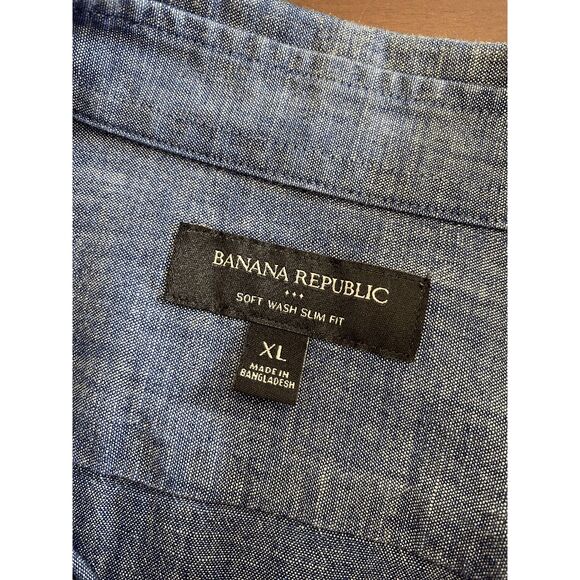 BANANA REPUBLIC
SOFT WASH SLIM FIT
XL
MADE IN
BANGLADESH